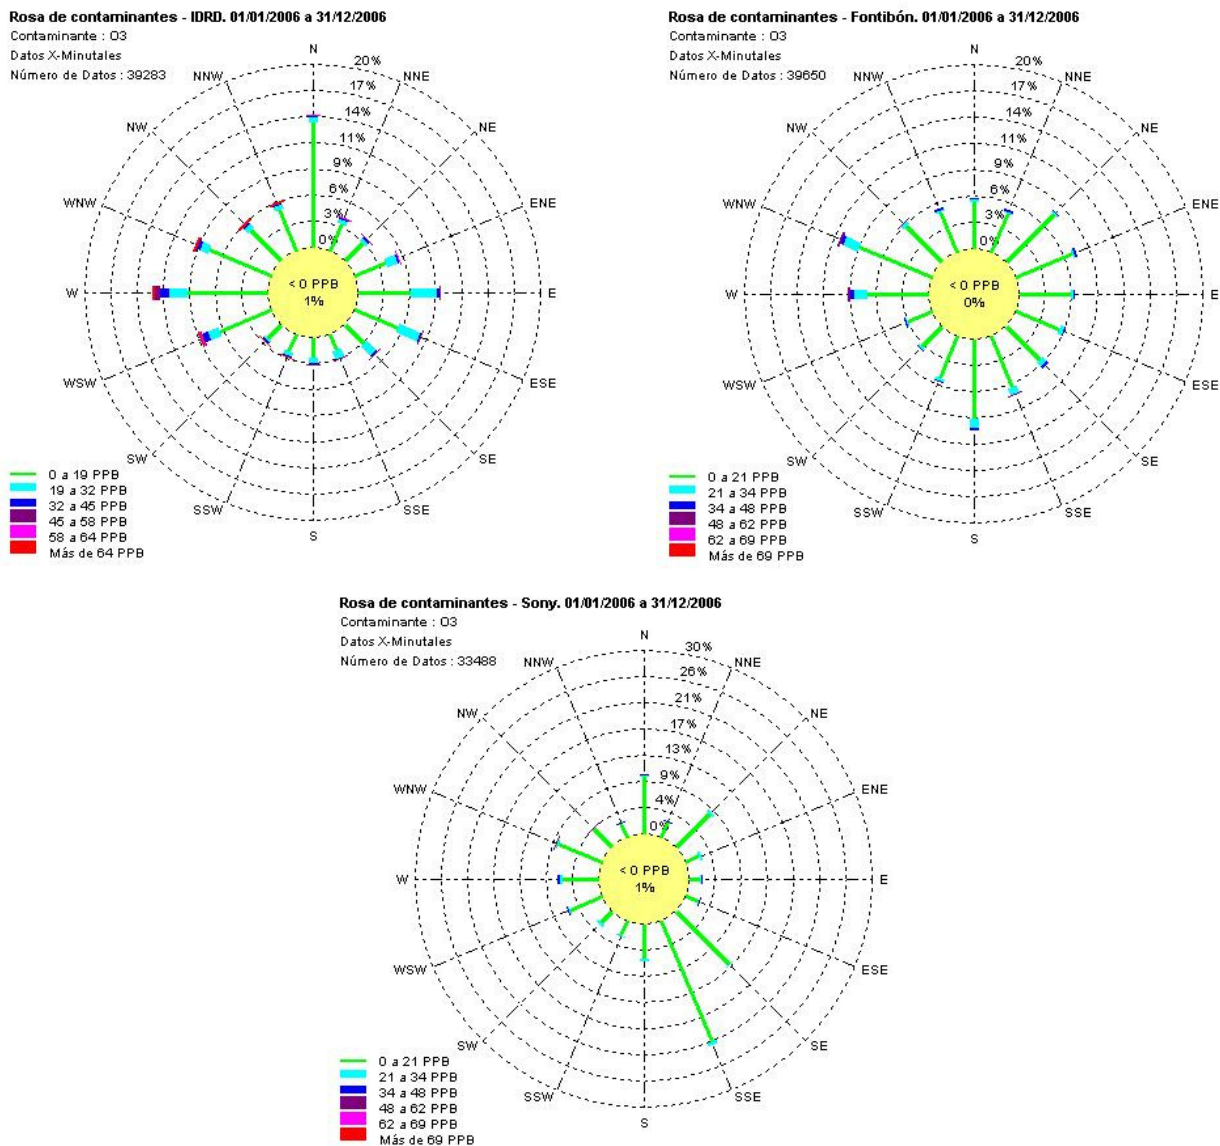 Rosa de contaminantes - IDRD. 01/01/2006 a 31/12/2006
Contaminante : O3
Datos X-Minutales
Número de Datos : 39283
N
NNE
NE
ENE
E
ESE
SE
SSE
S
SSW
SW
WSW
W
WNW
NW
NNW
20%
17%
14%
11%
9%
6%
3%
0%
< 0 PPB
1%
0 a 19 PPB
19 a 32 PPB
32 a 45 PPB
45 a 58 PPB
58 a 64 PPB
Más de 64 PPB
Rosa de contaminantes - Fontibón. 01/01/2006 a 31/12/2006
Contaminante : O3
Datos X-Minutales
Número de Datos : 39650
N
NNE
NE
ENE
E
ESE
SE
SSE
S
SSW
SW
WSW
W
WNW
NW
NNW
20%
17%
14%
11%
9%
6%
3%
0%
< 0 PPB
0%
0 a 21 PPB
21 a 34 PPB
34 a 48 PPB
48 a 62 PPB
62 a 69 PPB
Más de 69 PPB
Rosa de contaminantes - Sony. 01/01/2006 a 31/12/2006
Contaminante : O3
Datos X-Minutales
Número de Datos : 33488
N
NNE
NE
ENE
E
ESE
SE
SSE
S
SSW
SW
WSW
W
WNW
NW
NNW
30%
26%
21%
17%
13%
9%
4%
0%
< 0 PPB
1%
0 a 21 PPB
21 a 34 PPB
34 a 48 PPB
48 a 62 PPB
62 a 69 PPB
Más de 69 PPB